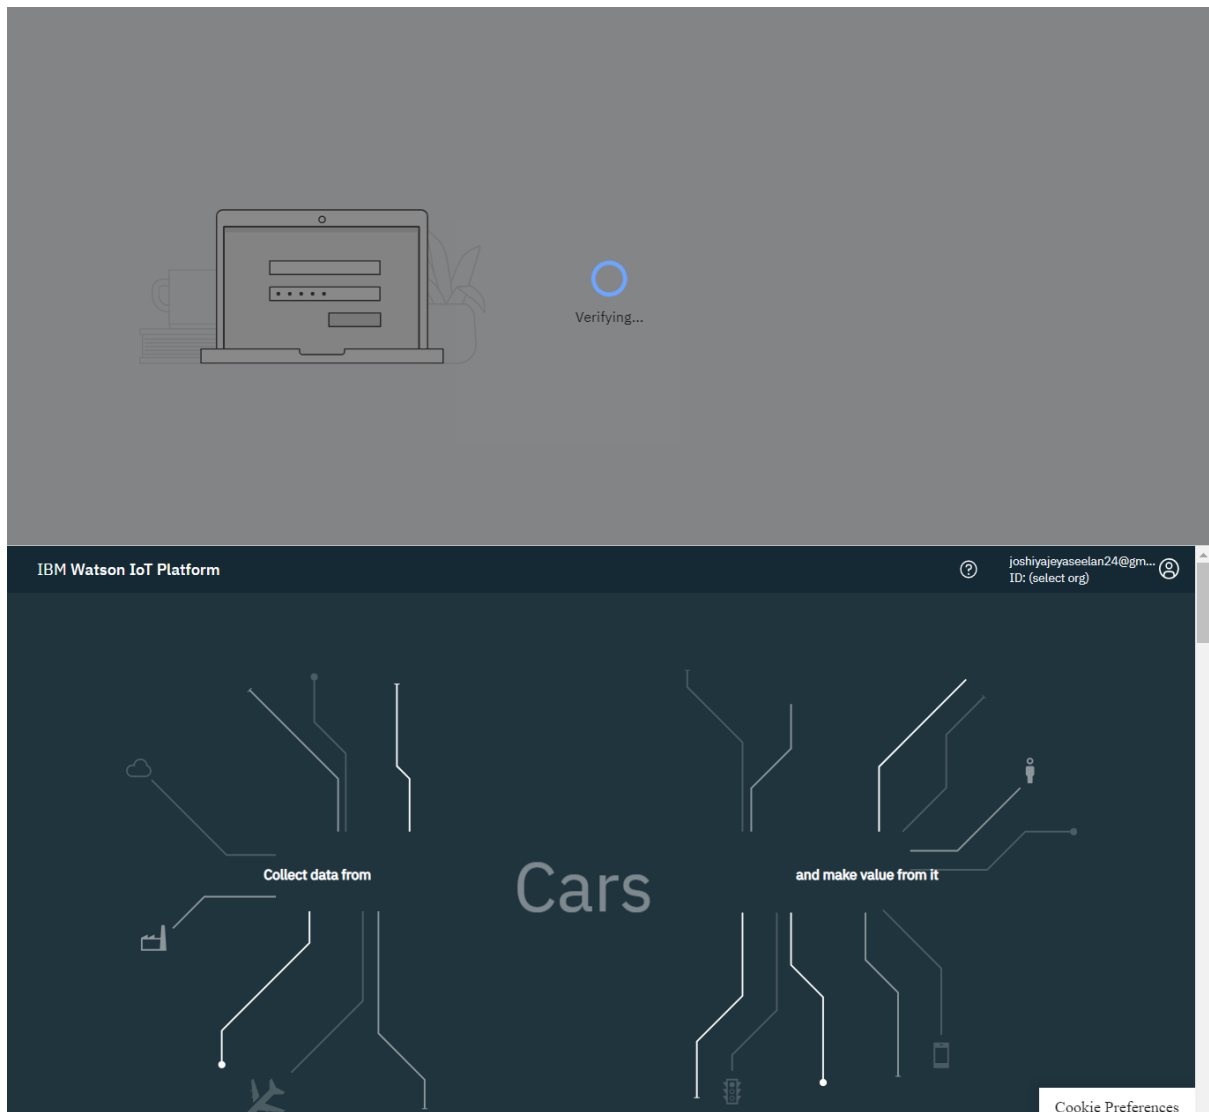 Verifying...
IBM Watson IoT Platform
joshiyajeyaseelan24@gm...
ID: (select org)
Collect data from
Cars
and make value from it
Cookie Preferences